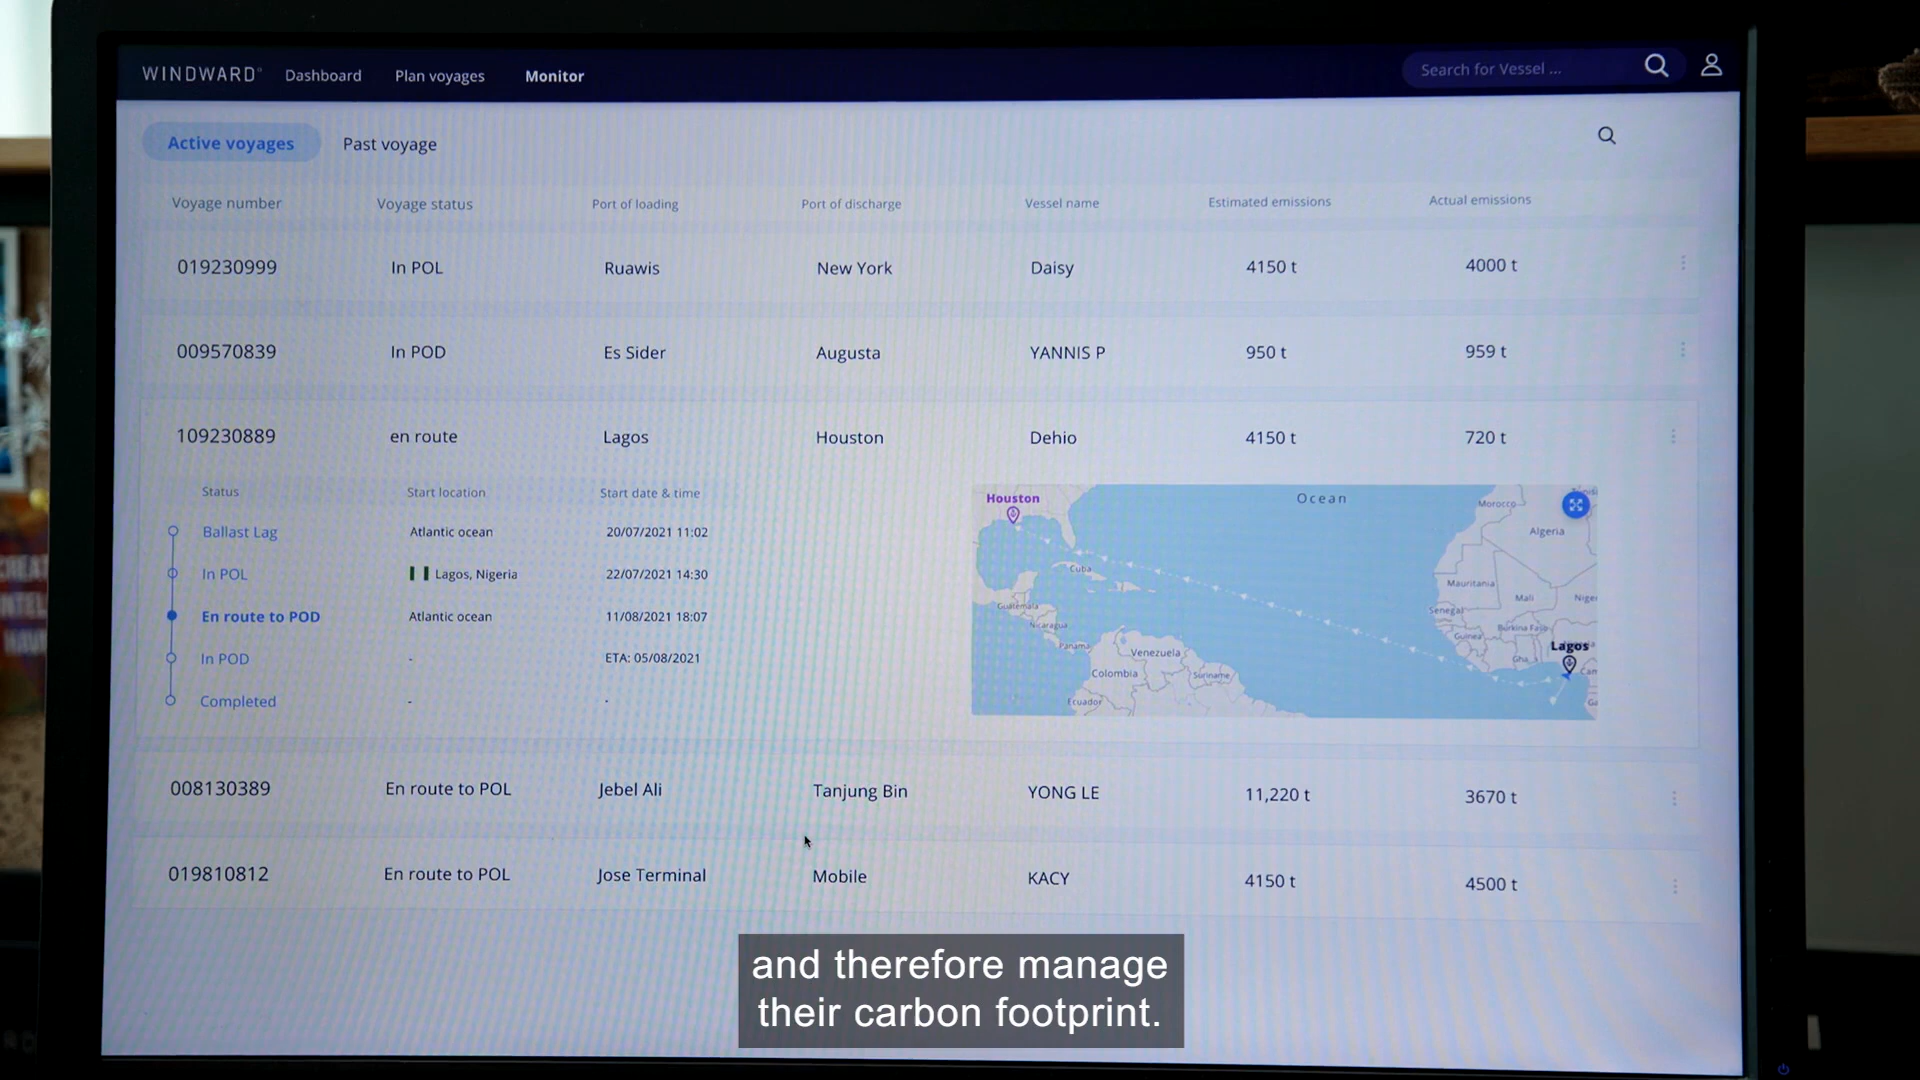 WINDWARD Dashboard Plan voyages Monitor Search for Vessel ...
Active voyages Past voyage
Voyage number Voyage status Port of loading Port of discharge Vessel name Estimated emissions Actual emissions
019230999 In POL Ruawis New York Daisy 4150 t 4000 t
009570839 In POD Es Sider Augusta YANNIS P 950 t 959 t
109230889 en route Lagos Houston Dehio 4150 t 720 t
Status Start location Start date & time
Ballast Lag Atlantic ocean 20/07/2021 11:02
In POL Lagos, Nigeria 22/07/2021 14:30
En route to POD Atlantic ocean 11/08/2021 18:07
In POD - ETA: 05/08/2021
Completed - -
Houston
Ocean
Morocco
Algeria
Cuba
Mauritania
Mali
Niger
Guatemala
Senegal
Nicaragua
Burkina Faso
Guinea
Panama
Venezuela
Lagos
Gha
Colombia
Suriname
Cam
Ecuador
008130389 En route to POL Jebel Ali Tanjung Bin YONG LE 11,220 t 3670 t
019810812 En route to POL Jose Terminal Mobile KACY 4150 t 4500 t
and therefore manage
their carbon footprint.